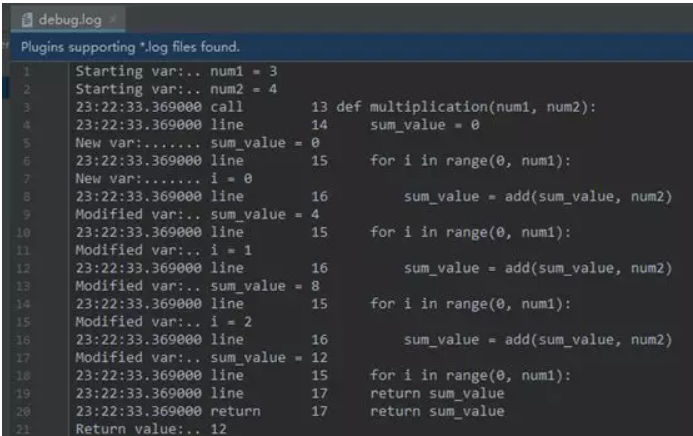 debug.log ×
Plugins supporting *.log files found.
1 Starting var:.. num1 = 3
2 Starting var:.. num2 = 4
3 23:22:33.369000 call 13 def multiplication(num1, num2):
4 23:22:33.369000 line 14 sum_value = 0
5 New var:....... sum_value = 0
6 23:22:33.369000 line 15 for i in range(0, num1):
7 New var:....... i = 0
8 23:22:33.369000 line 16 sum_value = add(sum_value, num2)
9 Modified var:.. sum_value = 4
10 23:22:33.369000 line 15 for i in range(0, num1):
11 Modified var:.. i = 1
12 23:22:33.369000 line 16 sum_value = add(sum_value, num2)
13 Modified var:.. sum_value = 8
14 23:22:33.369000 line 15 for i in range(0, num1):
15 Modified var:.. i = 2
16 23:22:33.369000 line 16 sum_value = add(sum_value, num2)
17 Modified var:.. sum_value = 12
18 23:22:33.369000 line 15 for i in range(0, num1):
19 23:22:33.369000 line 17 return sum_value
20 23:22:33.369000 return 17 return sum_value
21 Return value:.. 12